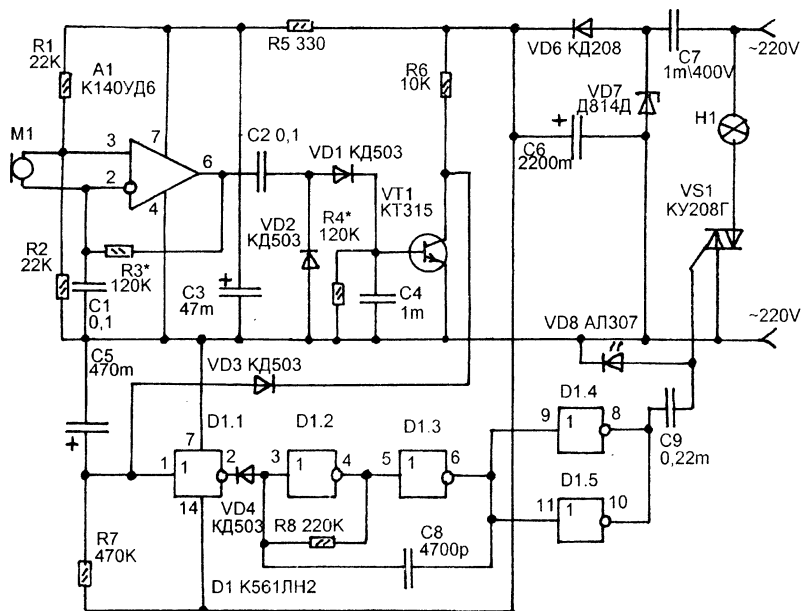 R1
22K
A1
К140УД6
M1
3
2
7
4
6
R2
22K
R3*
120K
C1
0,1
C2 0,1
R5 330
VD1 КД503
VD2
КД503
C3
47m
R4*
120K
VT1
КТ315
C4
1m
R6
10K
VD6 КД208
C7
1m\400V
~220V
VD7
Д814Д
+
C6
2200m
H1
VS1
КУ208Г
~220V
VD8 АЛ307
C5
470m
+
+
VD3 КД503
7
D1.1
1
1
2
14
VD4
КД503
D1.2
3
1
4
R8 220K
D1.3
5
1
6
C8
4700p
D1.4
9
1
8
D1.5
11
1
10
C9
0,22m
R7
470K
D1 К561ЛН2